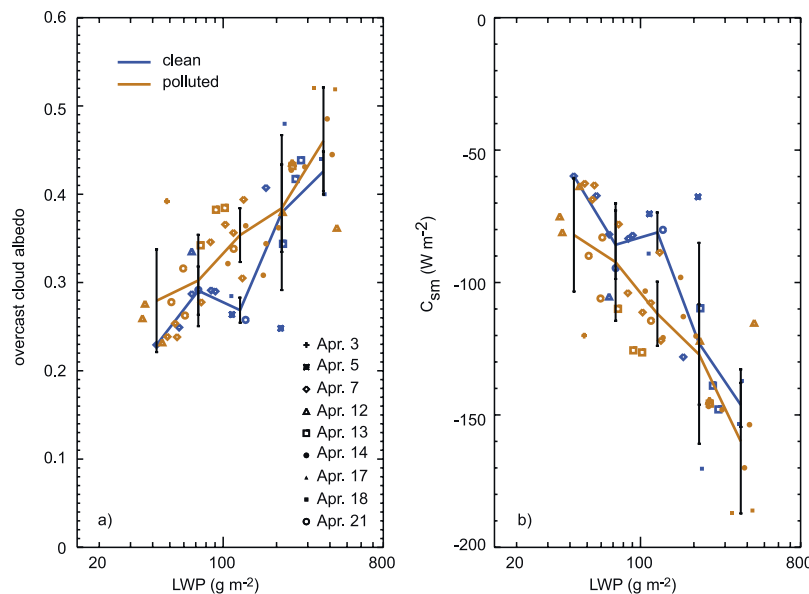 0.6
0.5
0.4
0.3
0.2
0.1
0
overcast cloud albedo
clean
polluted
Apr. 3
Apr. 5
Apr. 7
Apr. 12
Apr. 13
Apr. 14
Apr. 17
Apr. 18
Apr. 21
a)
20
100
800
LWP (g m-2)
0
-50
-100
-150
-200
Csm (W m-2)
b)
20
100
800
LWP (g m-2)